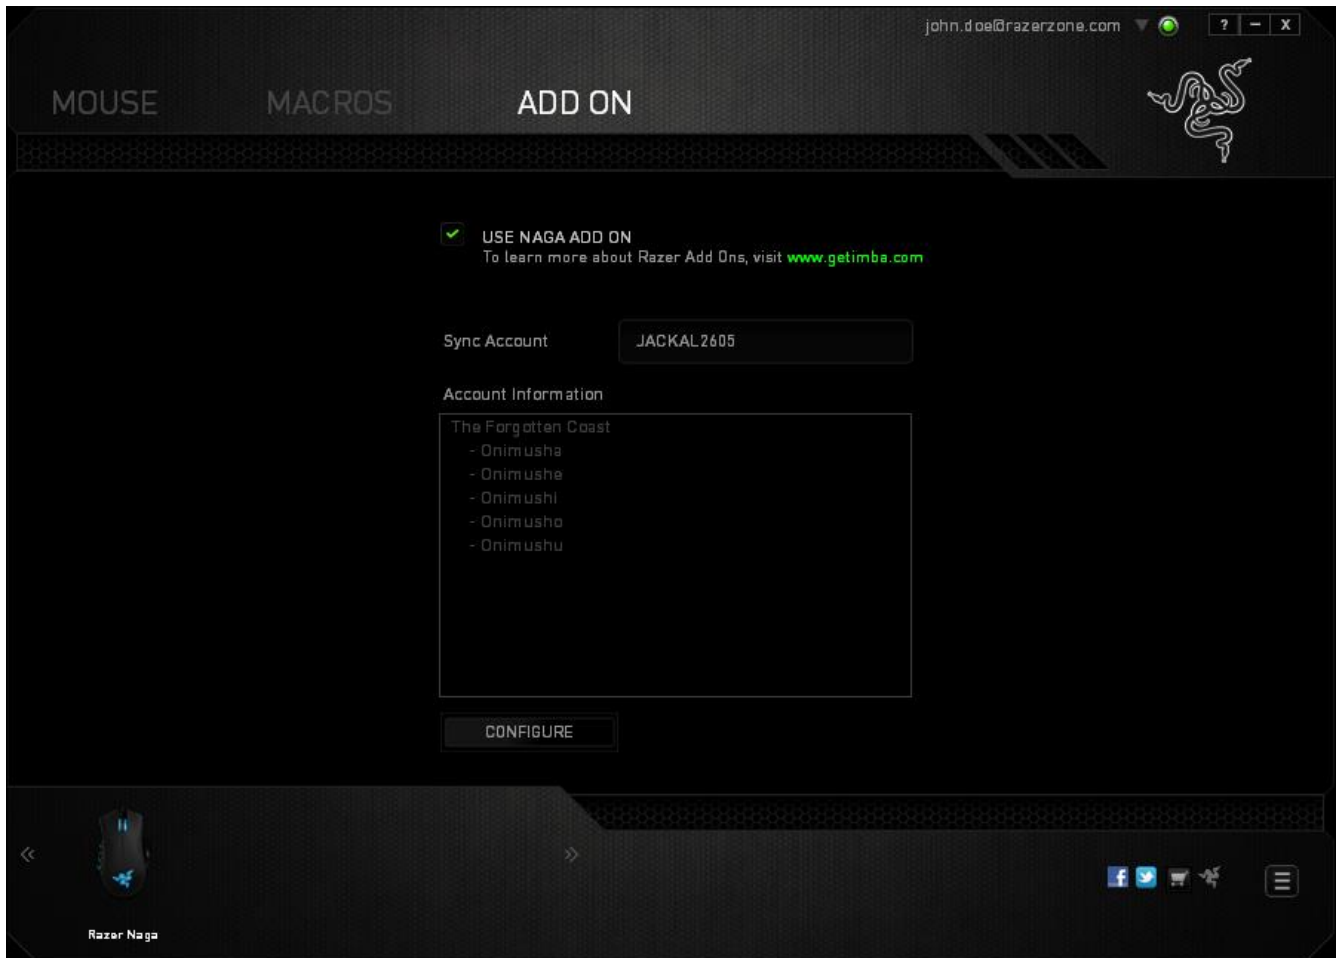 john.doe@razerzone.com
? – X
MOUSE MACROS ADD ON
USE NAGA ADD ON
To learn more about Razer Add Ons, visit www.getimba.com
Sync Account JACKAL2605
Account Information
The Forgotten Coast
- Onimusha
- Onimushe
- Onimushi
- Onimusho
- Onimushu
CONFIGURE
Razer Naga